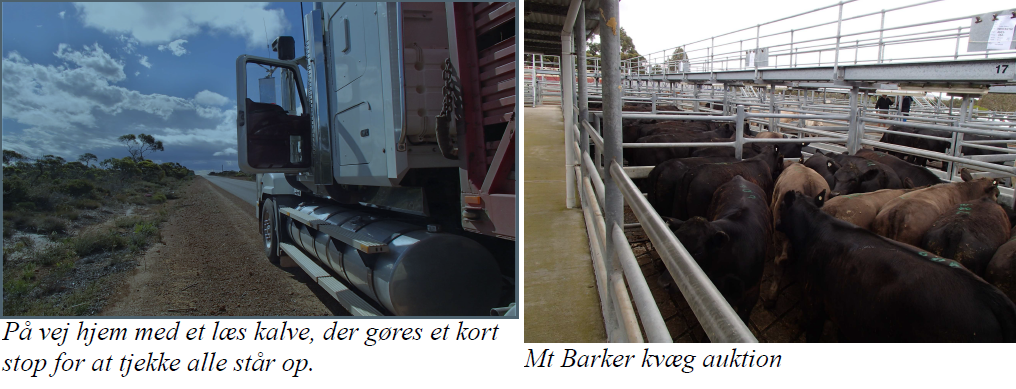 17
På vej hjem med et læs kalve, der gøres et kort
stop for at tjekke alle står op.
Mt Barker kvæg auktion